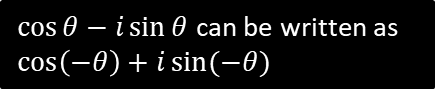 cos θ − i sin θ can be written as
cos(−θ) + i sin(−θ)